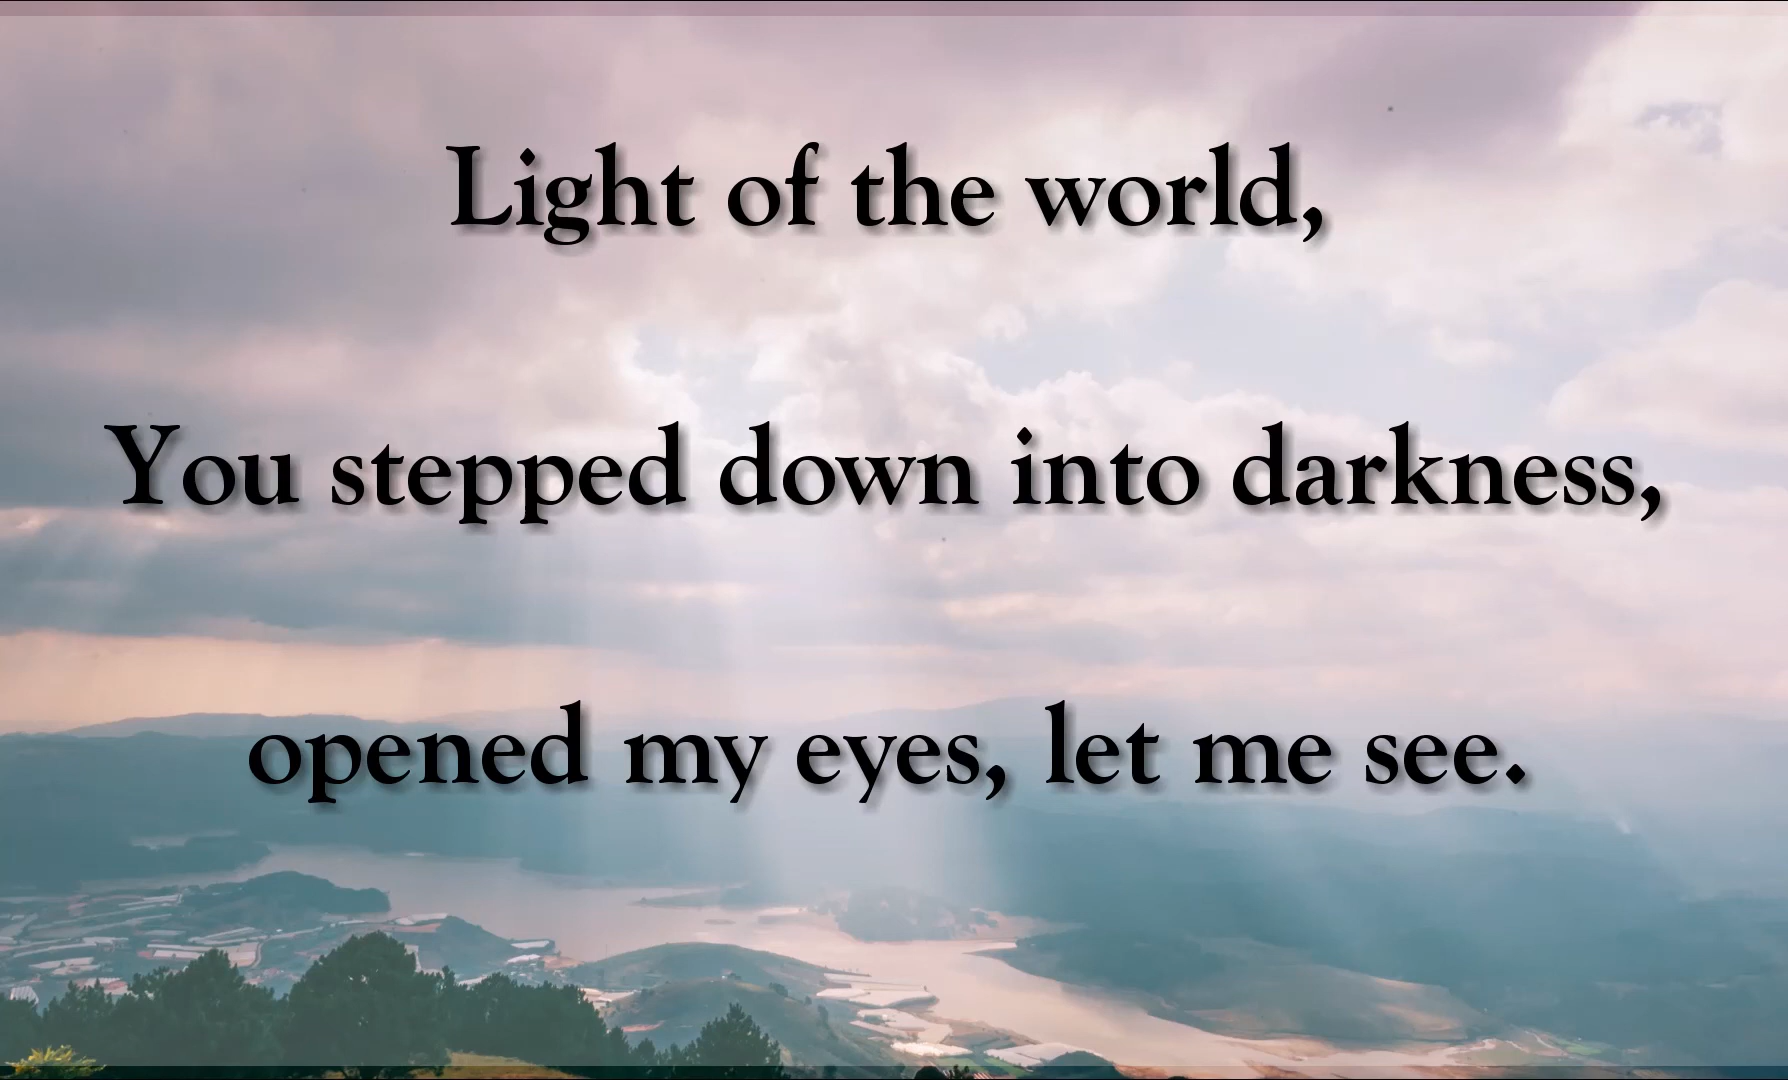 Light of the world,
You stepped down into darkness,
opened my eyes, let me see.